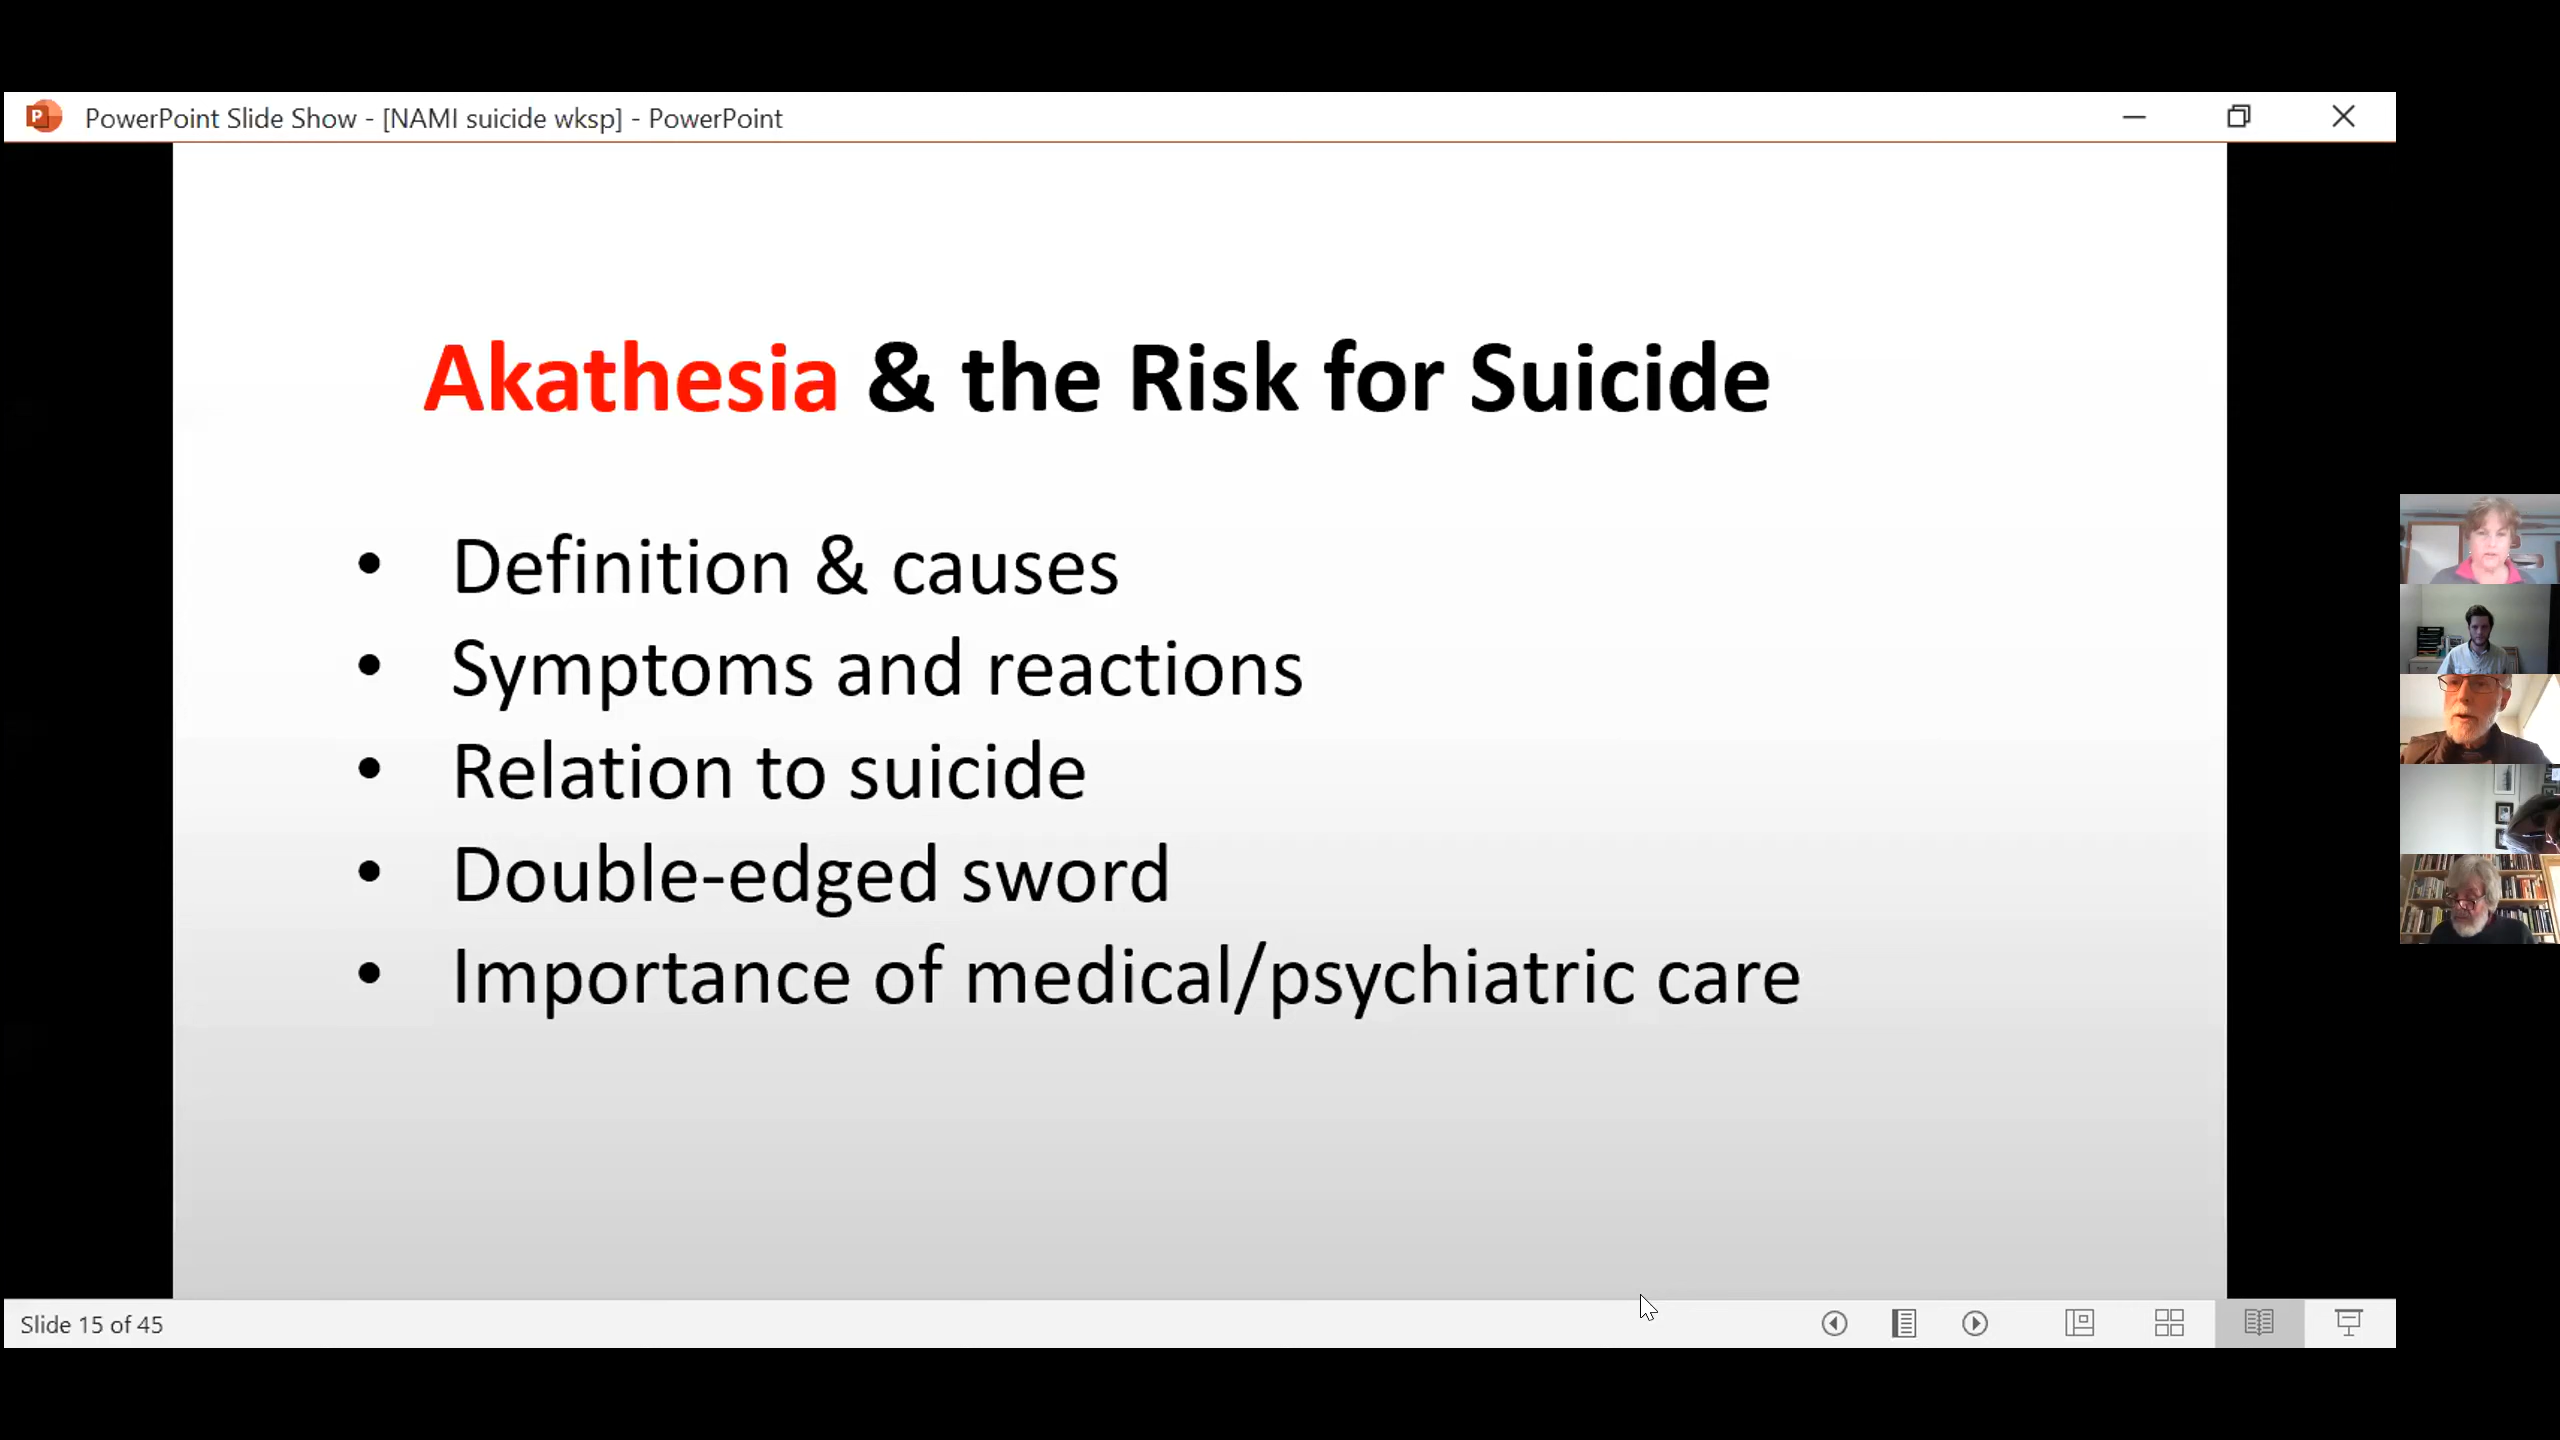 PowerPoint Slide Show - [NAMI suicide wksp] - PowerPoint
Akathesia & the Risk for Suicide
• Definition & causes
• Symptoms and reactions
• Relation to suicide
• Double-edged sword
• Importance of medical/psychiatric care
Slide 15 of 45